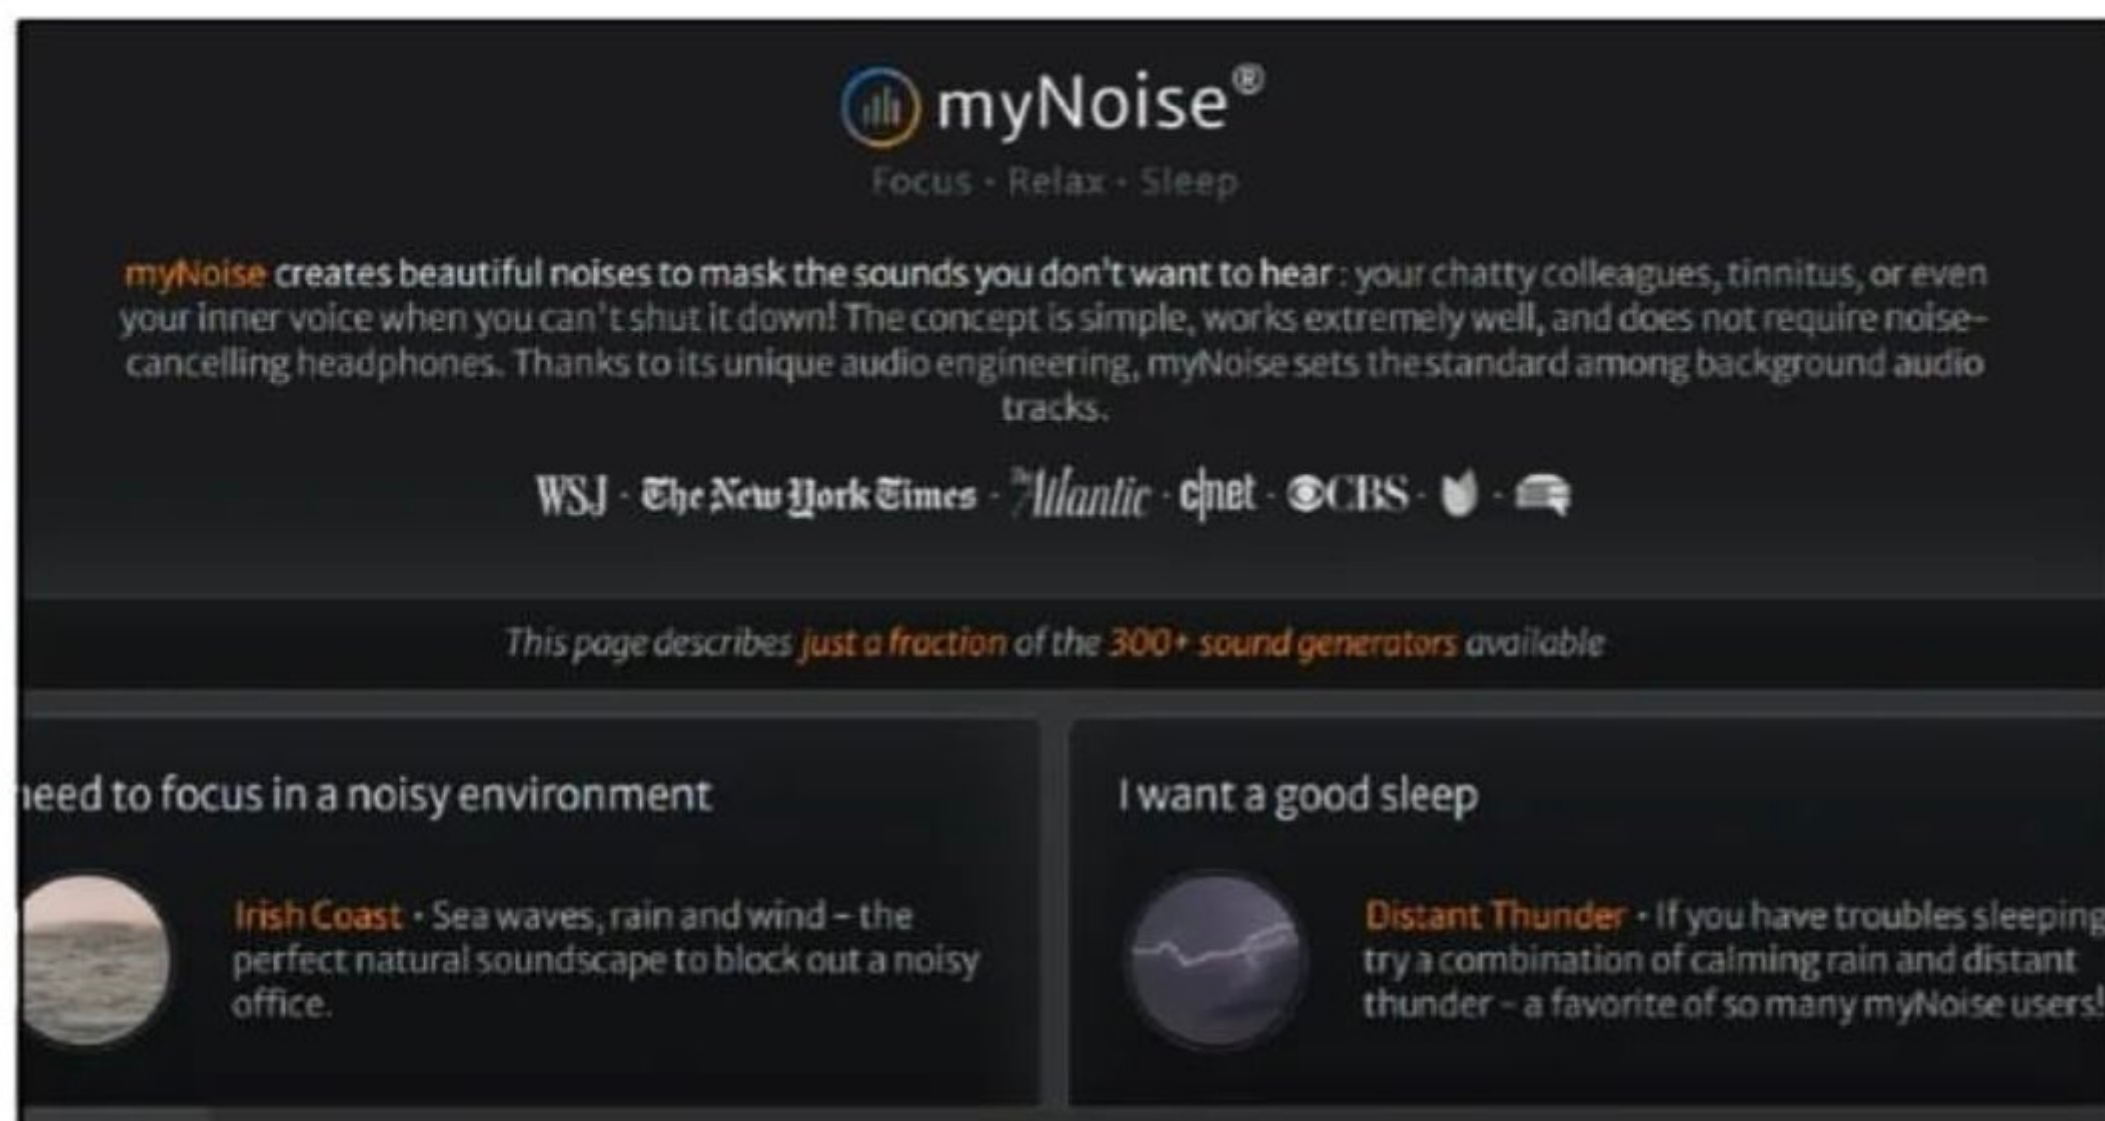 myNoise®
Focus · Relax · Sleep
myNoise creates beautiful noises to mask the sounds you don't want to hear : your chatty colleagues, tinnitus, or even
your inner voice when you can't shut it down! The concept is simple, works extremely well, and does not require noise-
cancelling headphones. Thanks to its unique audio engineering, myNoise sets the standard among background audio
tracks.
WSJ · The New York Times · The Atlantic · c|net · CBS · ·
This page describes just a fraction of the 300+ sound generators available
need to focus in a noisy environment
Irish Coast · Sea waves, rain and wind – the
perfect natural soundscape to block out a noisy
office.
I want a good sleep
Distant Thunder · If you have troubles sleeping
try a combination of calming rain and distant
thunder – a favorite of so many myNoise users!